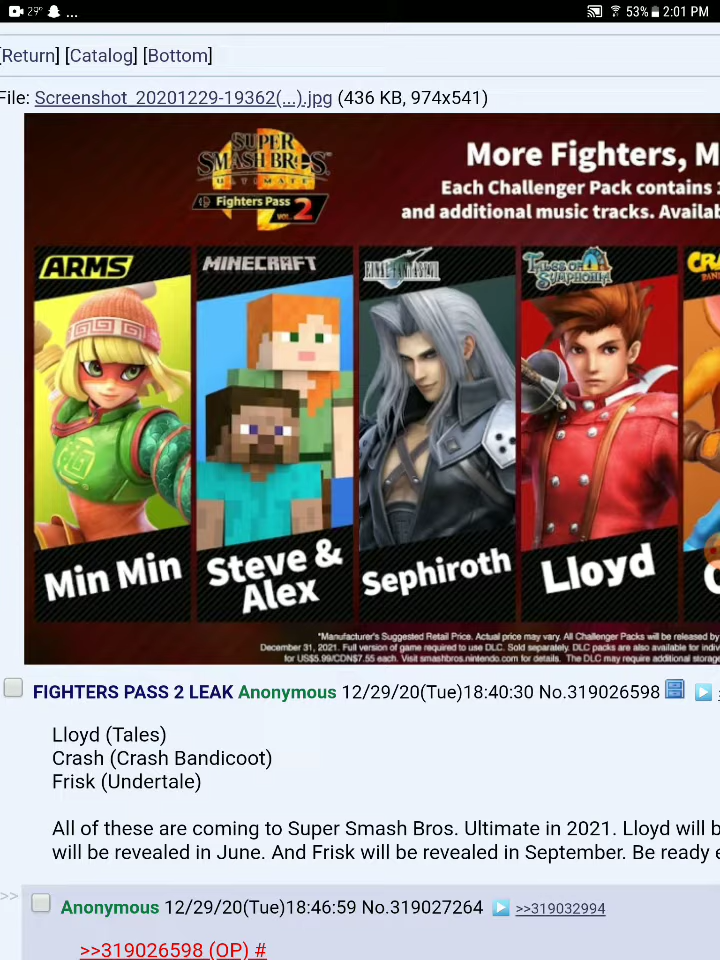 29° ...
53% 2:01 PM
[Return] [Catalog] [Bottom]
File: Screenshot_20201229-19362(...).jpg (436 KB, 974x541)
SUPER
SMASH BROS.
ULTIMATE
Fighters Pass
VOL. 2
More Fighters, M
Each Challenger Pack contains
and additional music tracks. Availab
ARMS
MINECRAFT
FINAL FANTASY VII
TALES OF
SYMPHONIA
CRA
BAN
Min Min
Steve &
Alex
Sephiroth
Lloyd
C
*Manufacturer's Suggested Retail Price. Actual price may vary. All Challenger Packs will be released by
December 31, 2021. Full version of game required to use DLC. Sold separately. DLC packs are also available for indiv
for US$5.99/CDN$7.55 each. Visit smashbros.nintendo.com for details. The DLC may require additional storag
FIGHTERS PASS 2 LEAK Anonymous 12/29/20(Tue)18:40:30 No.319026598
Lloyd (Tales)
Crash (Crash Bandicoot)
Frisk (Undertale)
All of these are coming to Super Smash Bros. Ultimate in 2021. Lloyd will b
will be revealed in June. And Frisk will be revealed in September. Be ready e
>>
Anonymous 12/29/20(Tue)18:46:59 No.319027264 >>319032994
>>319026598 (OP) #